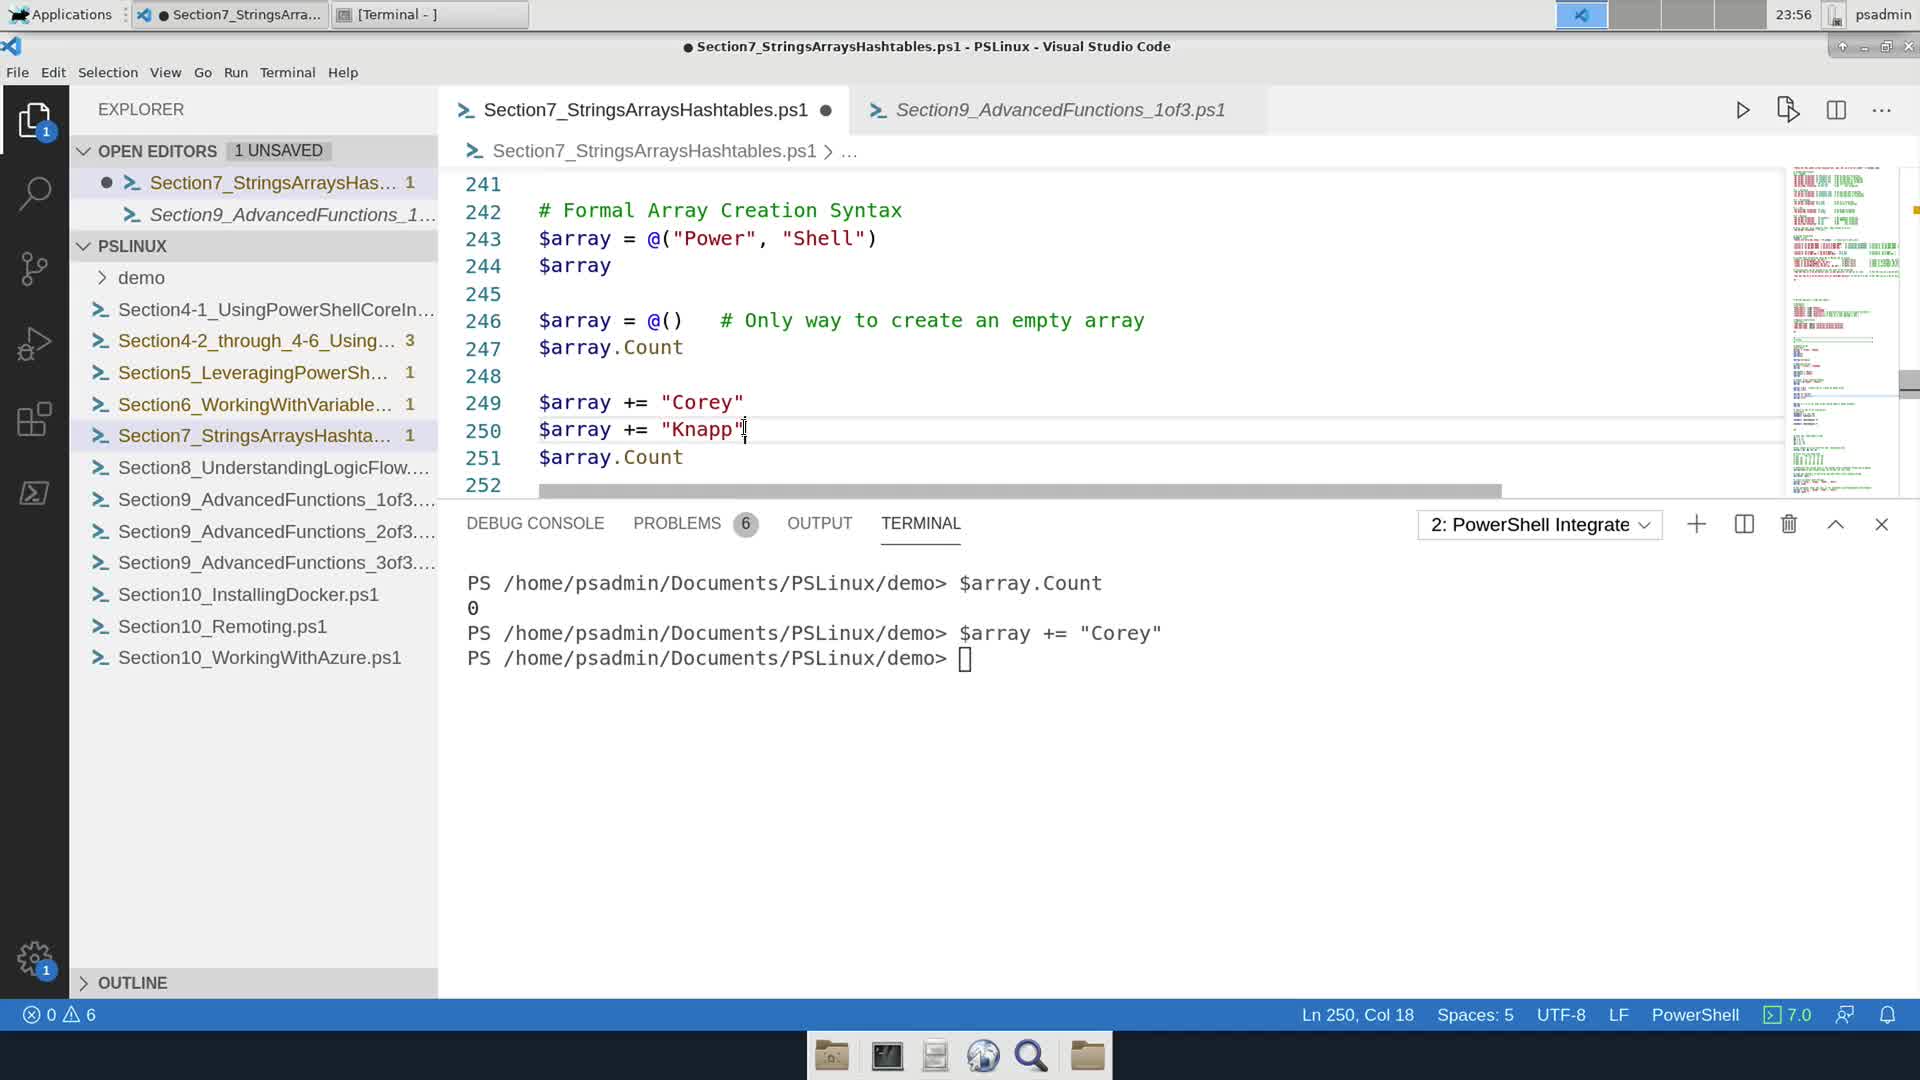 Applications
● Section7_StringsArra...
[Terminal - ]
23:56
psadmin
● Section7_StringsArraysHashtables.ps1 - PSLinux - Visual Studio Code
File Edit Selection View Go Run Terminal Help
EXPLORER
OPEN EDITORS 1 UNSAVED
Section7_StringsArraysHas... 1
Section9_AdvancedFunctions_1...
PSLINUX
demo
Section4-1_UsingPowerShellCoreIn...
Section4-2_through_4-6_Using... 3
Section5_LeveragingPowerSh... 1
Section6_WorkingWithVariable... 1
Section7_StringsArraysHashta... 1
Section8_UnderstandingLogicFlow....
Section9_AdvancedFunctions_1of3....
Section9_AdvancedFunctions_2of3....
Section9_AdvancedFunctions_3of3....
Section10_InstallingDocker.ps1
Section10_Remoting.ps1
Section10_WorkingWithAzure.ps1
OUTLINE
1
1
Section7_StringsArraysHashtables.ps1 ●
Section9_AdvancedFunctions_1of3.ps1
Section7_StringsArraysHashtables.ps1 > ...
241
242 # Formal Array Creation Syntax
243 $array = @("Power", "Shell")
244 $array
245
246 $array = @()   # Only way to create an empty array
247 $array.Count
248
249 $array += "Corey"
250 $array += "Knapp"
251 $array.Count
252
DEBUG CONSOLE PROBLEMS 6 OUTPUT TERMINAL
2: PowerShell Integrate
PS /home/psadmin/Documents/PSLinux/demo> $array.Count
0
PS /home/psadmin/Documents/PSLinux/demo> $array += "Corey"
PS /home/psadmin/Documents/PSLinux/demo>
0 6
Ln 250, Col 18 Spaces: 5 UTF-8 LF PowerShell 7.0